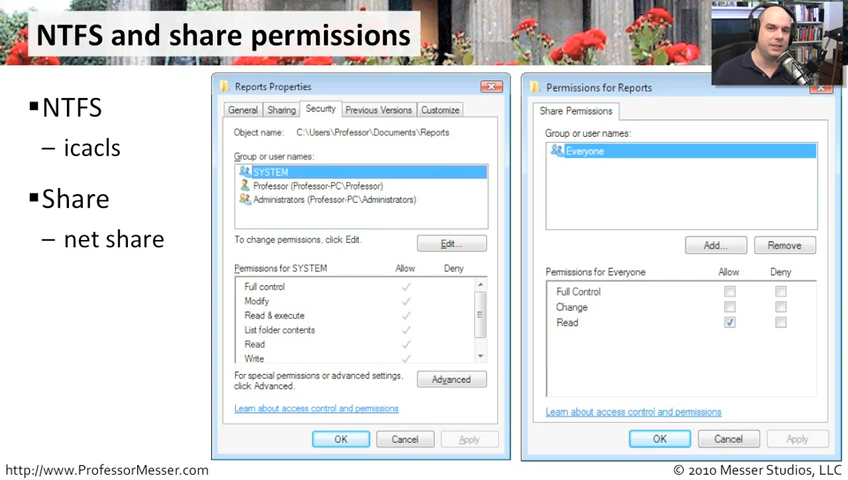 NTFS and share permissions
▪NTFS
– icacls
▪Share
– net share
Reports Properties
General Sharing Security Previous Versions Customize
Object name: C:\Users\Professor\Documents\Reports
Group or user names:
SYSTEM
Professor (Professor-PC\Professor)
Administrators (Professor-PC\Administrators)
To change permissions, click Edit.
Edit...
Permissions for SYSTEM Allow Deny
Full control
Modify
Read & execute
List folder contents
Read
Write
For special permissions or advanced settings,
click Advanced.
Advanced
Learn about access control and permissions
OK Cancel Apply
Permissions for Reports
Share Permissions
Group or user names:
Everyone
Add... Remove
Permissions for Everyone Allow Deny
Full Control
Change
Read
Learn about access control and permissions
OK Cancel Apply
http://www.ProfessorMesser.com
© 2010 Messer Studios, LLC